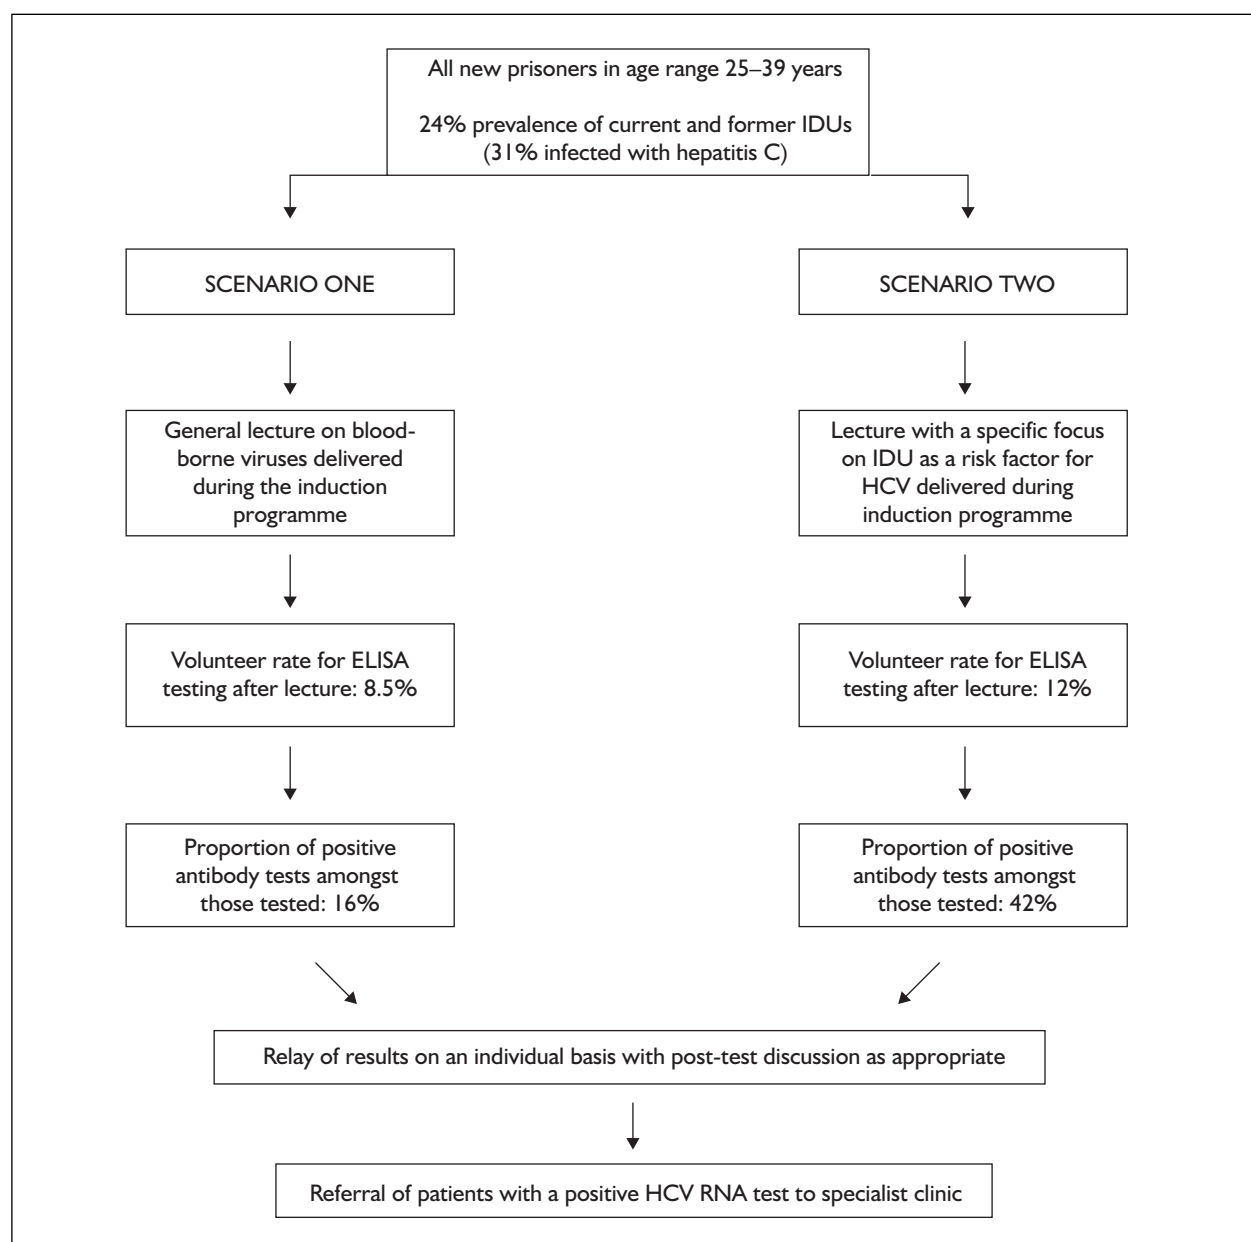 All new prisoners in age range 25–39 years
24% prevalence of current and former IDUs
(31% infected with hepatitis C)
SCENARIO ONE
SCENARIO TWO
General lecture on blood-
borne viruses delivered
during the induction
programme
Lecture with a specific focus
on IDU as a risk factor for
HCV delivered during
induction programme
Volunteer rate for ELISA
testing after lecture: 8.5%
Volunteer rate for ELISA
testing after lecture: 12%
Proportion of positive
antibody tests amongst
those tested: 16%
Proportion of positive
antibody tests amongst
those tested: 42%
Relay of results on an individual basis with post-test discussion as appropriate
Referral of patients with a positive HCV RNA test to specialist clinic